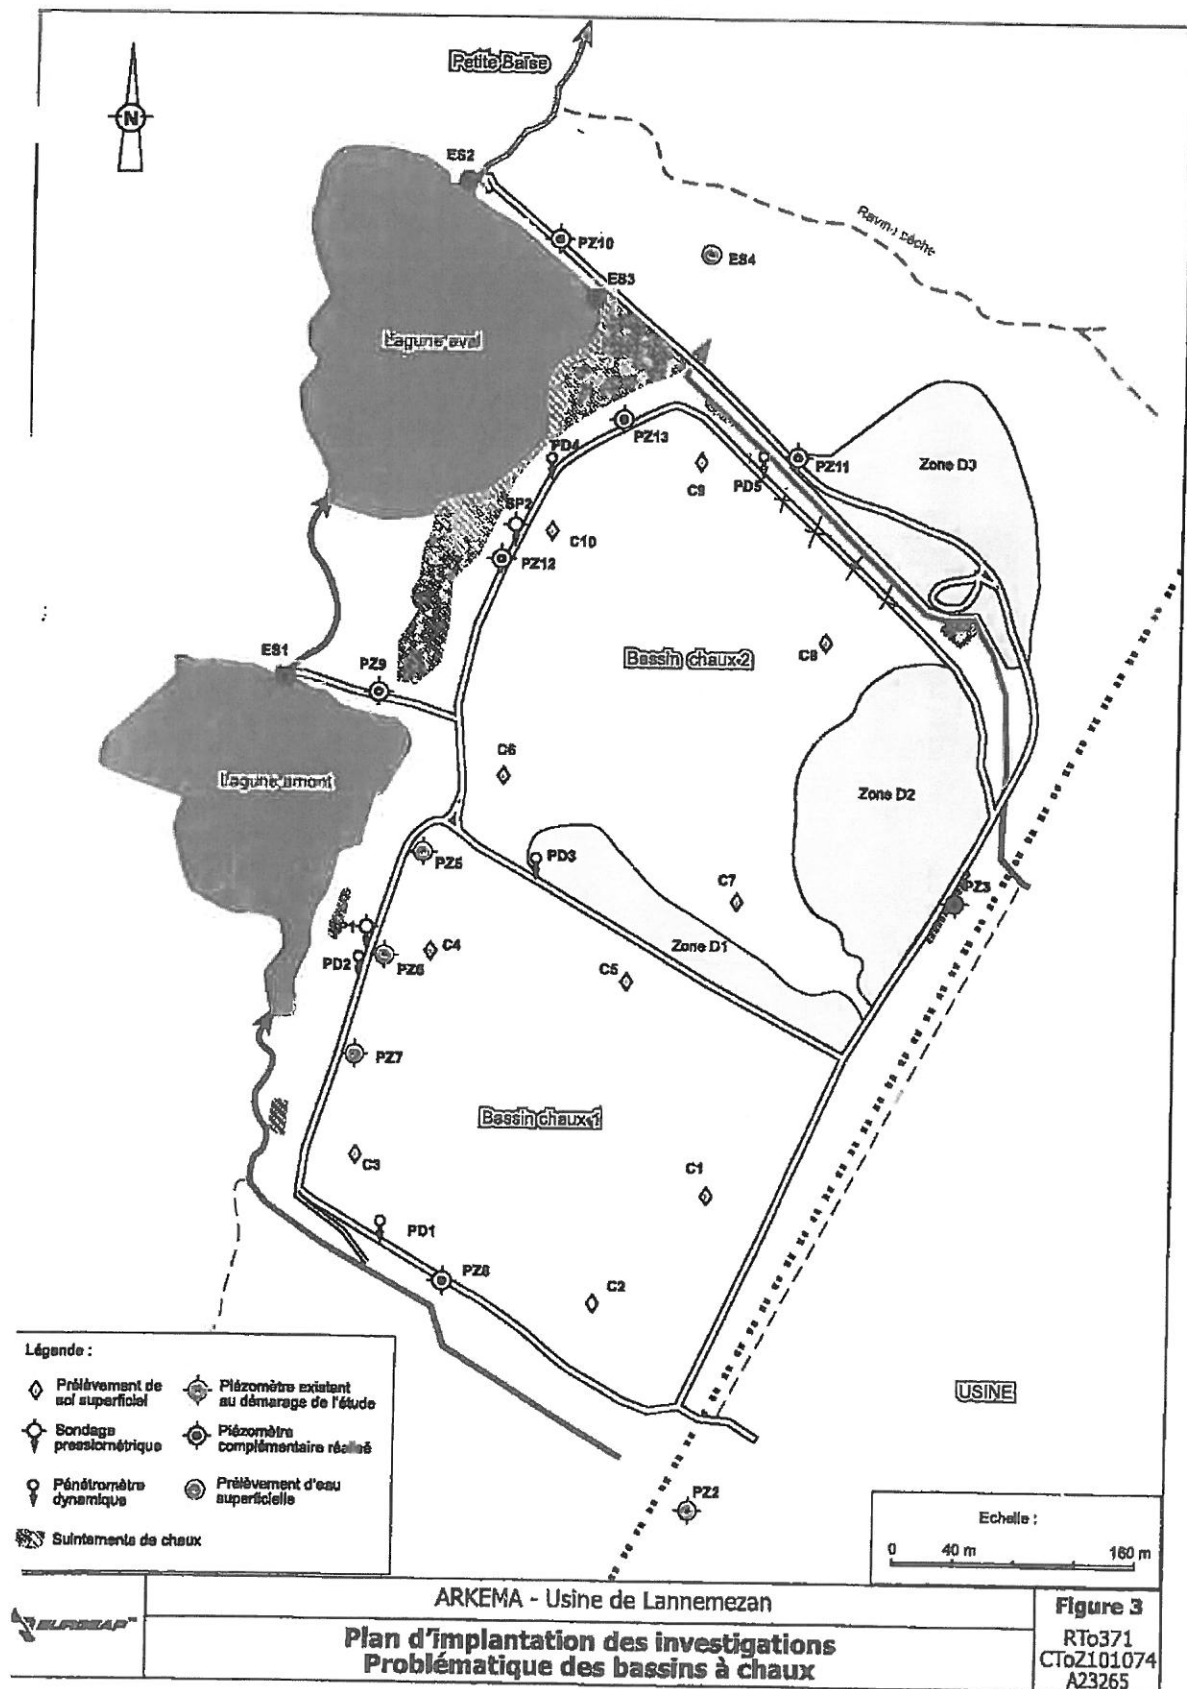 Petite Baïse
N
ES2
Ravin sèche
PZ10
ES4
ES3
Lagune aval
PZ13
PD4
PZ11
Zone D3
C9
PD5
SP2
C10
PZ12
ES1
PZ9
Bassin chaux-2
C8
C6
Lagune amont
Zone D2
PZ5
PD3
C7
PZ3
C4
Zone D1
PD2
PZ6
C5
PZ7
Bassin chaux-1
C3
C1
PD1
PZ8
C2
Légende :
Prélèvement de
sol superficiel
Piézomètre existant
au démarage de l'étude
Sondage
pressiométrique
Piézomètre
complémentaire réalisé
Pénétromètre
dynamique
Prélèvement d'eau
superficielle
Suintements de chaux
USINE
PZ2
Echelle :
0 40 m 160 m
ARKEMA - Usine de Lannemezan
Plan d'implantation des investigations
Problématique des bassins à chaux
Figure 3
RTo371
CToZ101074
A23265